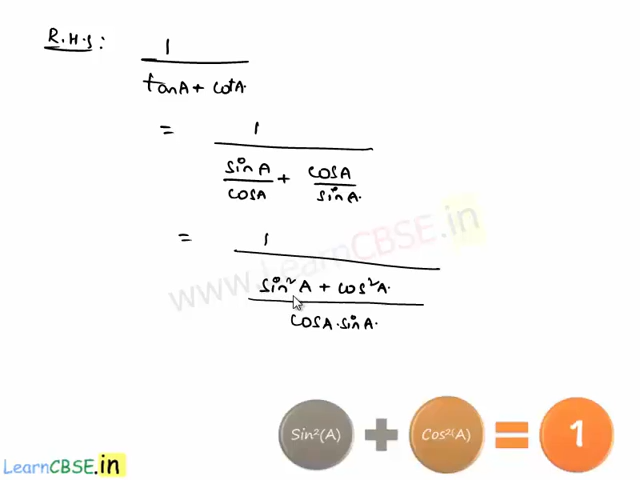 R.H.S :
1
tanA + cotA.
= 1
sinA + cosA
cosA sinA.
= 1
sin²A + cos²A.
cosA.sinA.
www.LearnCBSE.in
Sin²(A) + Cos²(A) = 1
LearnCBSE.in